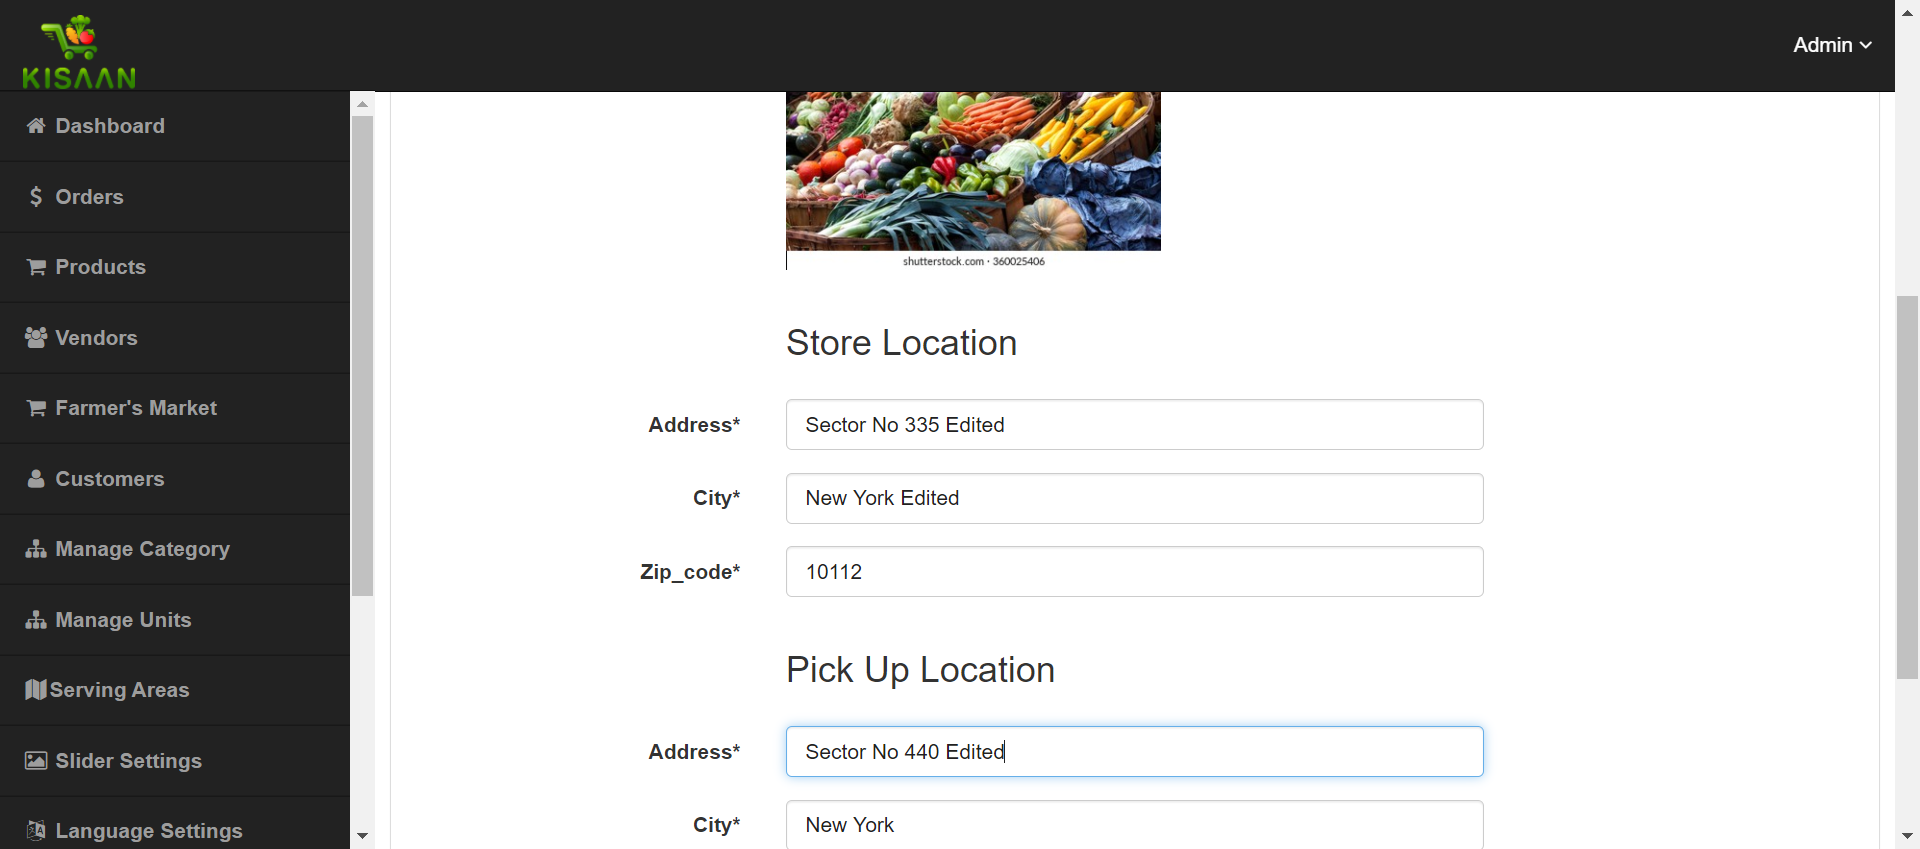 KISAAN
Admin
Dashboard
Orders
Products
Vendors
Farmer's Market
Customers
Manage Category
Manage Units
Serving Areas
Slider Settings
Language Settings
shutterstock.com · 360025406
Store Location
Address* Sector No 335 Edited
City* New York Edited
Zip_code* 10112
Pick Up Location
Address* Sector No 440 Edited
City* New York